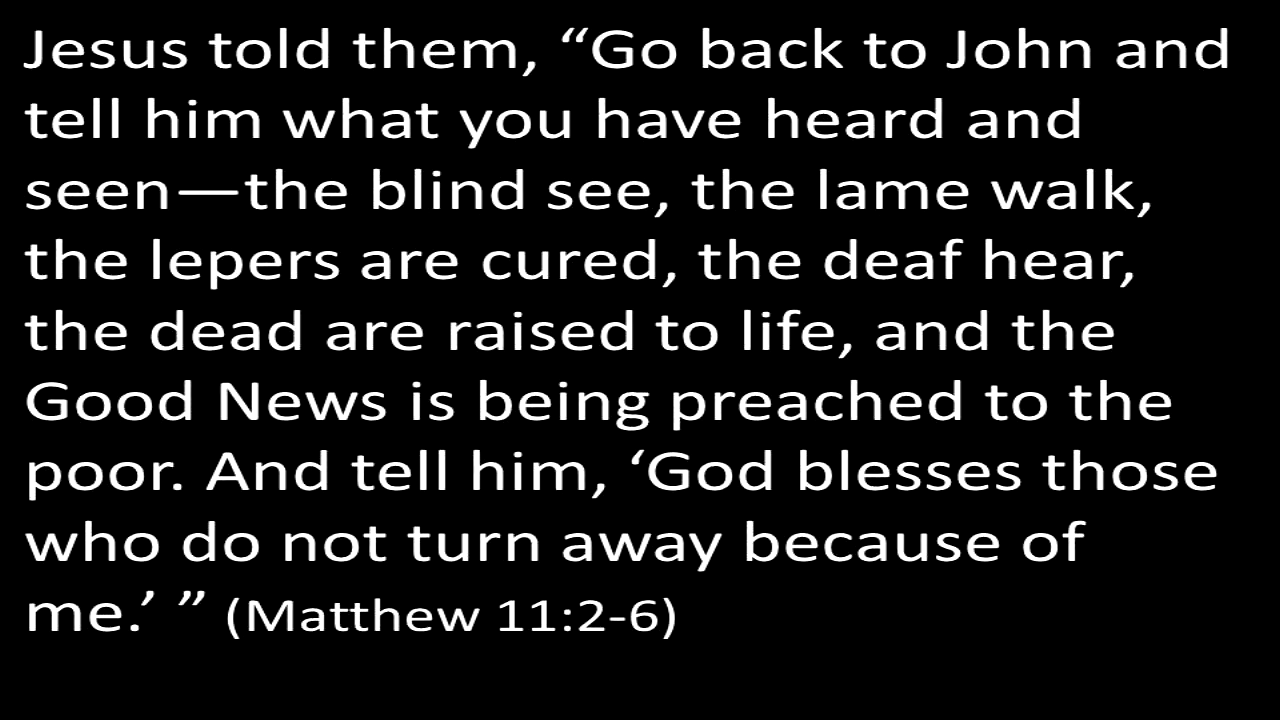 Jesus told them, “Go back to John and
tell him what you have heard and
seen—the blind see, the lame walk,
the lepers are cured, the deaf hear,
the dead are raised to life, and the
Good News is being preached to the
poor. And tell him, ‘God blesses those
who do not turn away because of
me.’ ” (Matthew 11:2-6)